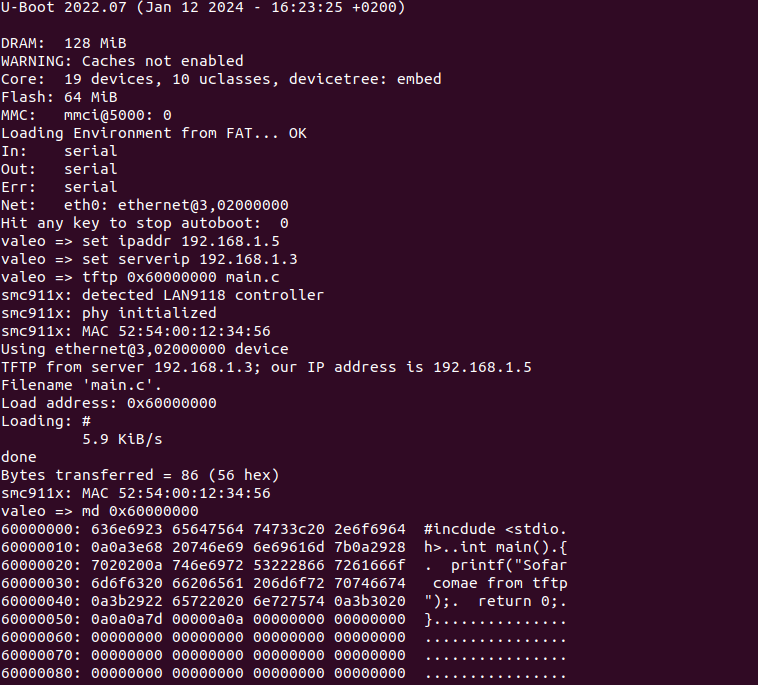 U-Boot 2022.07 (Jan 12 2024 - 16:23:25 +0200)

DRAM:  128 MiB
WARNING: Caches not enabled
Core:  19 devices, 10 uclasses, devicetree: embed
Flash: 64 MiB
MMC:   mmci@5000: 0
Loading Environment from FAT... OK
In:    serial
Out:   serial
Err:   serial
Net:   eth0: ethernet@3,02000000
Hit any key to stop autoboot:  0
valeo => set ipaddr 192.168.1.5
valeo => set serverip 192.168.1.3
valeo => tftp 0x60000000 main.c
smc911x: detected LAN9118 controller
smc911x: phy initialized
smc911x: MAC 52:54:00:12:34:56
Using ethernet@3,02000000 device
TFTP from server 192.168.1.3; our IP address is 192.168.1.5
Filename 'main.c'.
Load address: 0x60000000
Loading: #
         5.9 KiB/s
done
Bytes transferred = 86 (56 hex)
smc911x: MAC 52:54:00:12:34:56
valeo => md 0x60000000
60000000: 636e6923 65647564 74733c20 2e6f6964  #incdude <stdio.
60000010: 0a0a3e68 20746e69 6e69616d 7b0a2928  h>..int main().{
60000020: 7020200a 746e6972 53222866 7261666f  .  printf("Sofar
60000030: 6d6f6320 66206561 206d6f72 70746674   comae from tftp
60000040: 0a3b2922 65722020 6e727574 0a3b3020  ");.  return 0;.
60000050: 0a0a0a7d 00000a0a 00000000 00000000  }...............
60000060: 00000000 00000000 00000000 00000000  ................
60000070: 00000000 00000000 00000000 00000000  ................
60000080: 00000000 00000000 00000000 00000000  ................